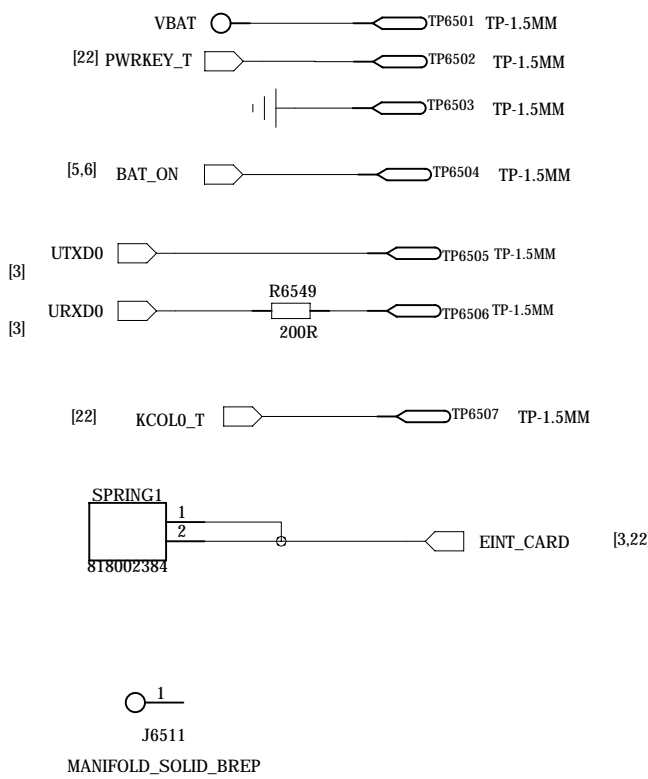 VBAT TP6501 TP-1.5MM
[22] PWRKEY_T TP6502 TP-1.5MM
TP6503 TP-1.5MM
[5,6] BAT_ON TP6504 TP-1.5MM
UTXD0 TP6505 TP-1.5MM
[3]
R6549
URXD0 TP6506 TP-1.5MM
[3]
200R
[22] KCOL0_T TP6507 TP-1.5MM
SPRING1
1
2
EINT_CARD [3,22
818002384
1
J6511
MANIFOLD_SOLID_BREP